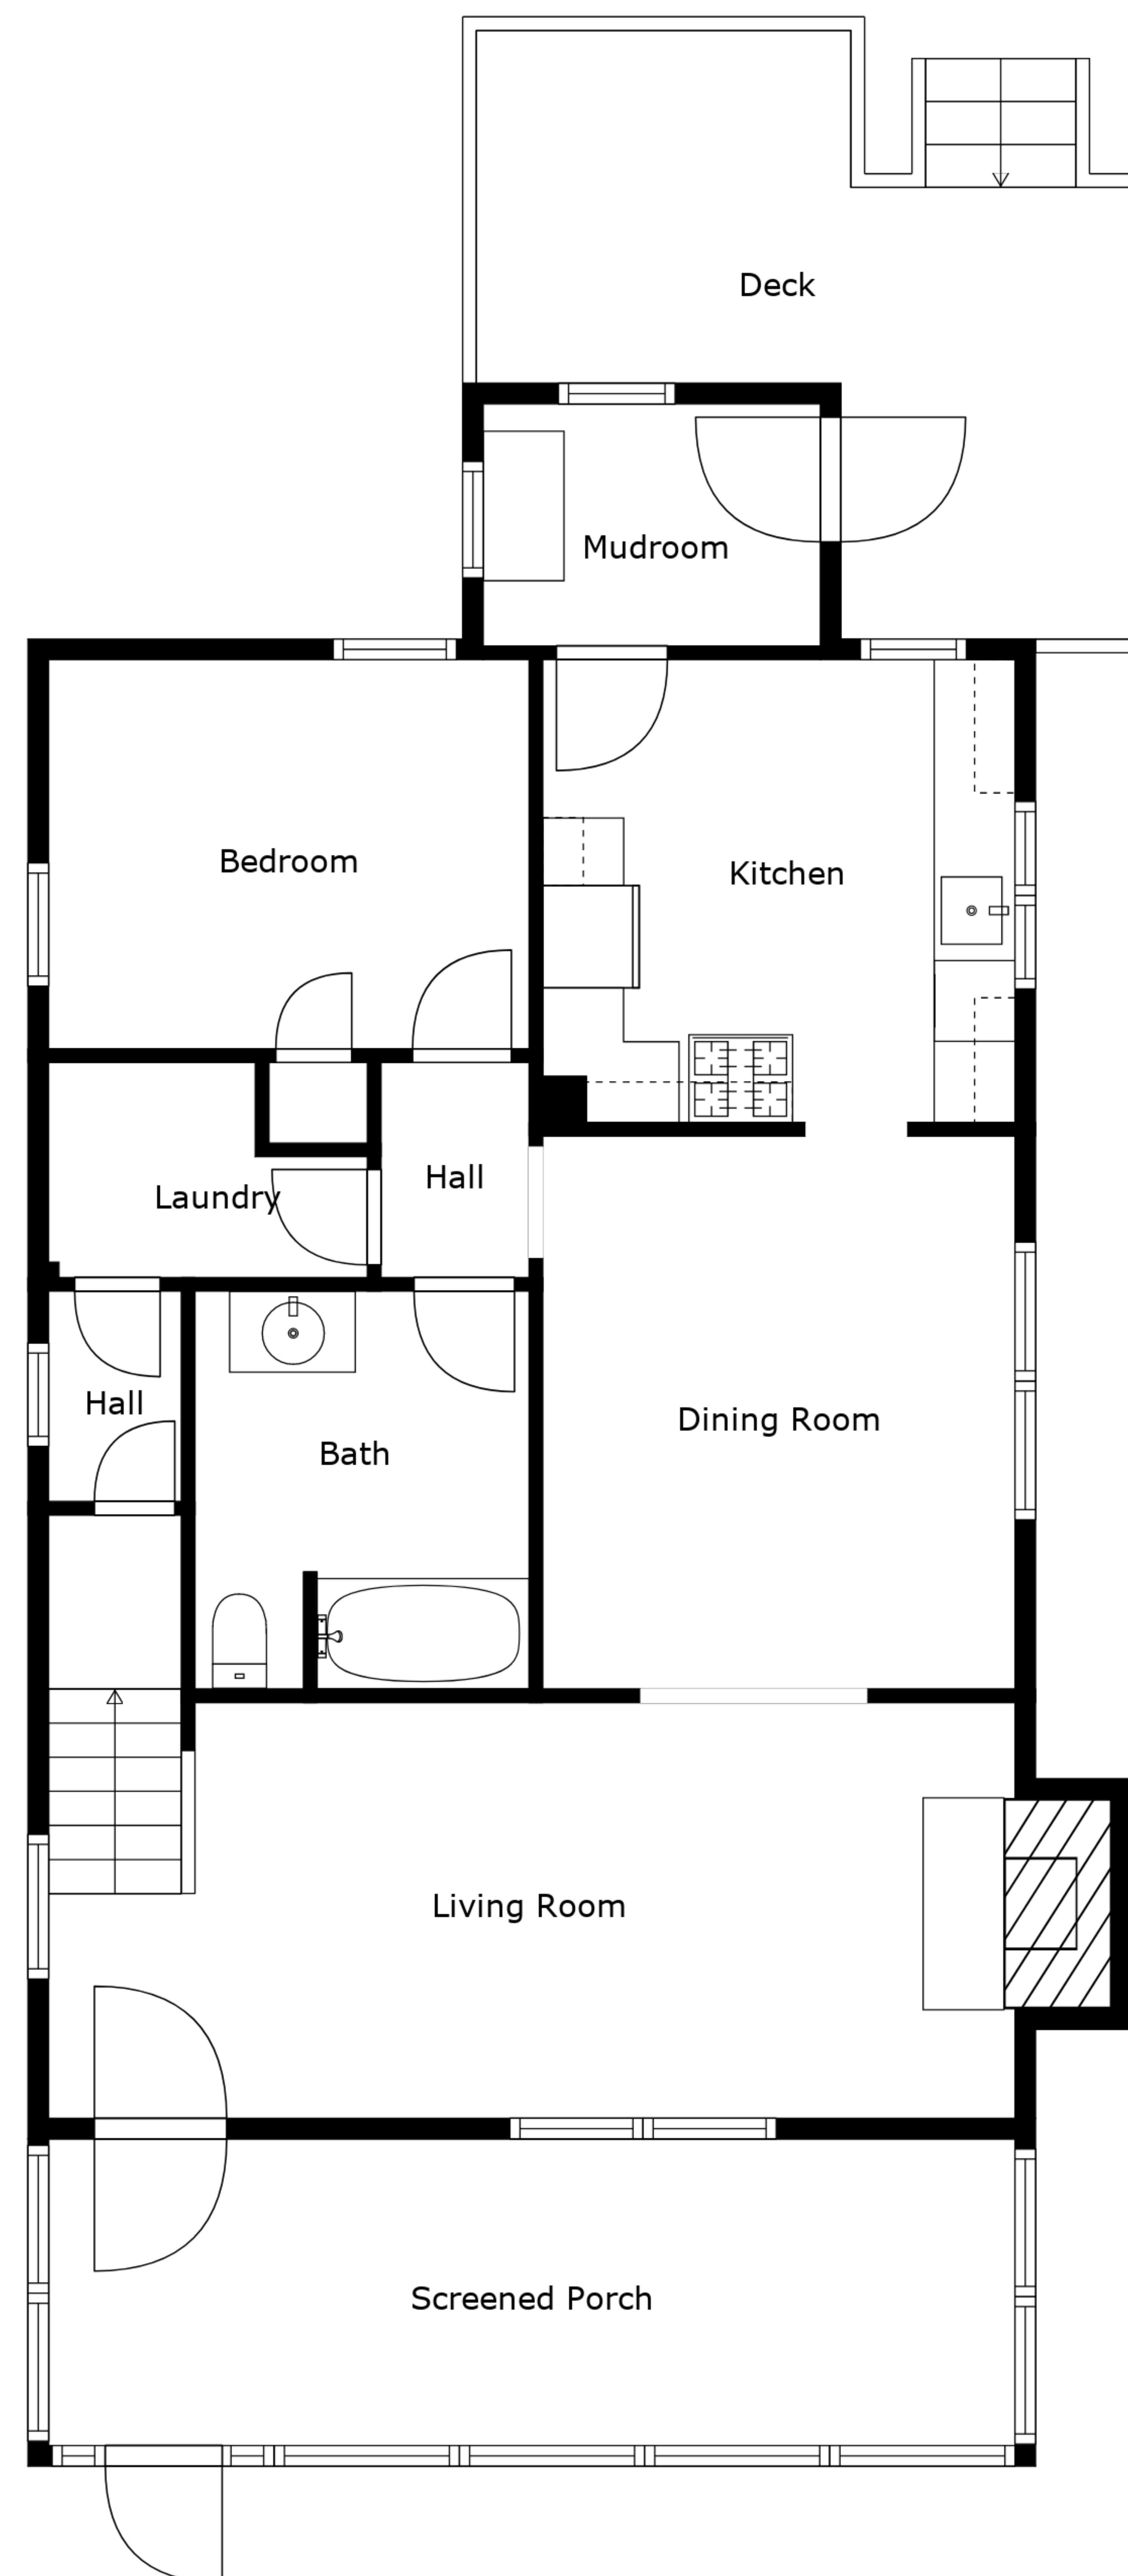 Deck
Mudroom
Bedroom
Kitchen
Hall
Laundry
Hall
Dining Room
Bath
Living Room
Screened Porch